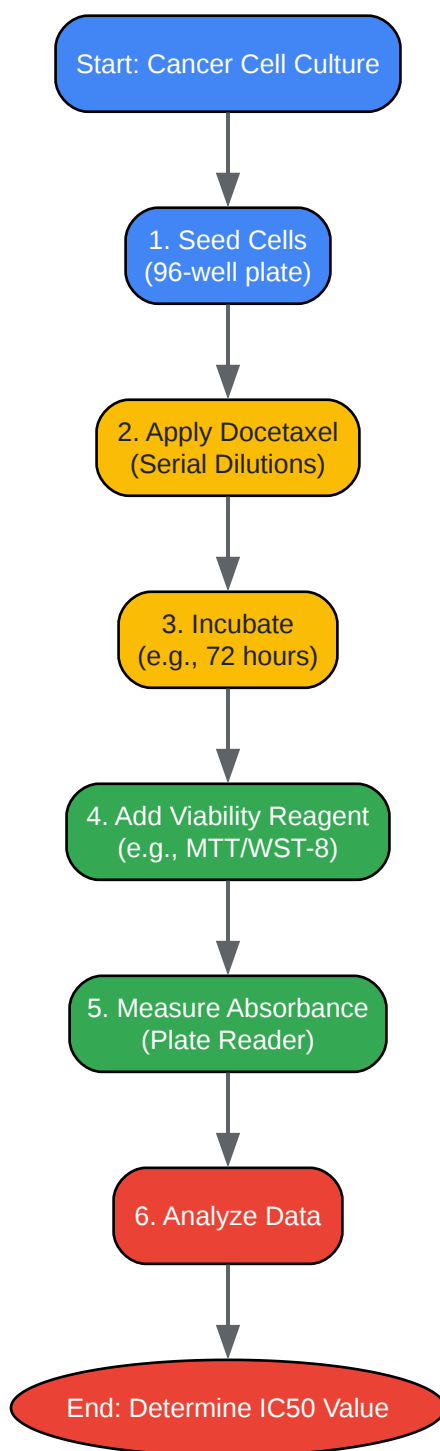 Start: Cancer Cell Culture
1. Seed Cells
(96-well plate)
2. Apply Docetaxel
(Serial Dilutions)
3. Incubate
(e.g., 72 hours)
4. Add Viability Reagent
(e.g., MTT/WST-8)
5. Measure Absorbance
(Plate Reader)
6. Analyze Data
End: Determine IC50 Value